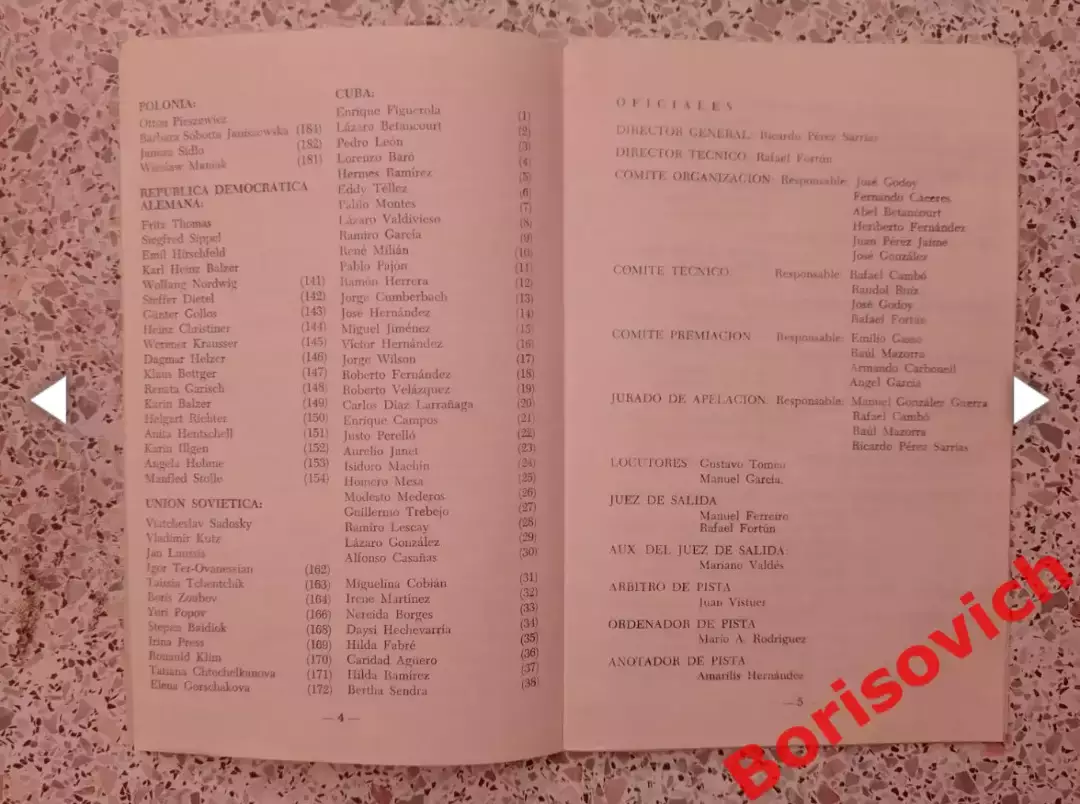 POLONIA:
Otton Pieszewicz
Barbara Sobotta Janiszowska (184)
Janusz Sidlo (182)
Wieslaw Maniak (181)
REPUBLICA DEMOCRATICA
ALEMANA:
Fritz Thomas
Siegfred Sippel
Emil Hirschfeld
Karl Heinz Balzer
Wolfang Nordwig (141)
Steffer Dietel (142)
Günter Gollos (143)
Heinz Christiner (144)
Werener Krausser (145)
Dagmar Helzer (146)
Klaus Bottger (147)
Renata Garisch (148)
Karin Balzer (149)
Helgart Richter (150)
Anita Hentschell (151)
Karin Illgen (152)
Angela Hohme (153)
Manfled Stolle (154)
UNION SOVIETICA:
Viatcheslav Sadosky
Vladimir Kutz
Jan Laussis
Igor Ter-Ovanessian (162)
Taissia Tchentchik (163)
Boris Zoubov (164)
Yori Popov (166)
Stepan Baidiok (168)
Irina Press (169)
Romuald Klim (170)
Tatiana Chtochelkanova (171)
Elena Gorschakova (172)
— 4 —
CUBA:
Enrique Figuerola (1)
Lázaro Betancourt (2)
Pedro León (3)
Lorenzo Baró (4)
Hermes Ramírez (5)
Eddy Téllez (6)
Pablo Montes (7)
Lázaro Valdivieso (8)
Ramiro García (9)
René Milián (10)
Pablo Pajón (11)
Ramón Herrera (12)
Jorge Cumberbach (13)
José Hernández (14)
Miguel Jiménez (15)
Víctor Hernández (16)
Jorge Wilson (17)
Roberto Fernández (18)
Roberto Velázquez (19)
Carlos Díaz Larrañaga (20)
Enrique Campos (21)
Justo Perelló (22)
Aurelio Janet (23)
Isidoro Machín (24)
Homero Mesa (25)
Modesto Mederos (26)
Guillermo Trebejo (27)
Ramiro Lescay (28)
Lázaro González (29)
Alfonso Casañas (30)
Miguelina Cobián (31)
Irene Martínez (32)
Nereida Borges (33)
Daysi Hechevarría (34)
Hilda Fabré (35)
Caridad Agüero (36)
Hilda Ramírez (37)
Bertha Sendra (38)
OFICIALES
DIRECTOR GENERAL: Ricardo Pérez Sarrias
DIRECTOR TECNICO: Rafael Fortún
COMITE ORGANIZACION: Responsable: José Godoy
Fernando Cáceres
Abel Betancourt
Heriberto Fernández
Juan Pérez Jaime
José González
COMITE TECNICO Responsable: Rafael Cambó
Raudol Ruiz
José Godoy
Rafael Fortún
COMITE PREMIACION Responsable: Emilio Gasso
Raúl Mazorra
Armando Carboneil
Angel García
JURADO DE APELACION: Responsable: Manuel González Guerra
Rafael Cambó
Raúl Mazorra
Ricardo Pérez Sarrias
LOCUTORES Gustavo Tomeu
Manuel García.
JUEZ DE SALIDA
Manuel Ferreiro
Rafael Fortún
AUX. DEL JUEZ DE SALIDA
Mariano Valdés
ARBITRO DE PISTA
Juan Vistuer
ORDENADOR DE PISTA
Mario A. Rodríguez
ANOTADOR DE PISTA
Amarilis Hernández
—5
Borisovich